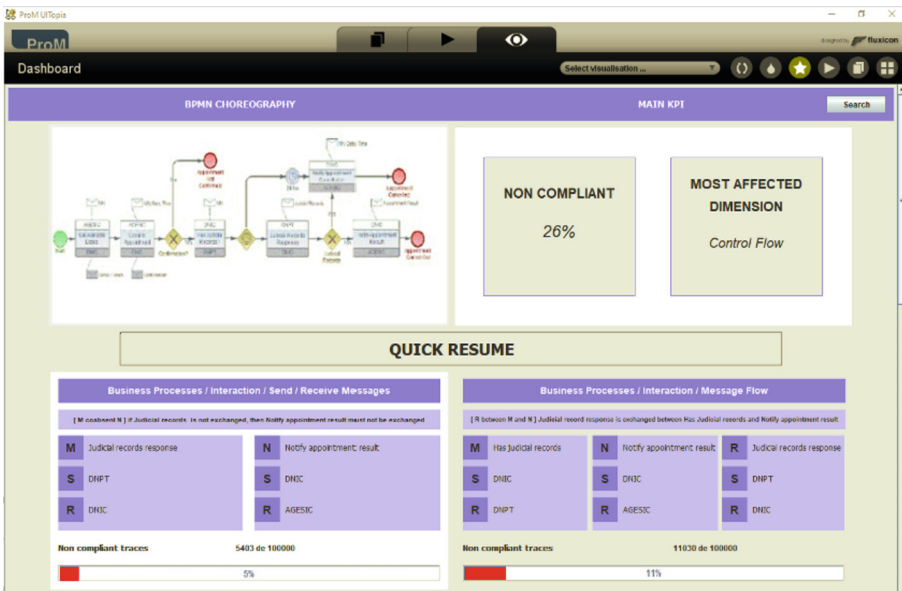 ProM UITopia
ProM
designed by fluxicon
Dashboard
Select visualisation ...
BPMN CHOREOGRAPHY
MAIN KPI
Search
NON COMPLIANT
26%
MOST AFFECTED
DIMENSION
Control Flow
QUICK RESUME
Business Processes / Interaction / Send / Receive Messages
[ M coabsent N ] if Judicial records is not exchanged, then Notify appointment result must not be exchanged
M Judicial records response
N Notify appointment result
S DNPT
S DNIC
R DNIC
R AGESIC
Non compliant traces
5403 de 100000
5%
Business Processes / Interaction / Message Flow
[ R between M and N ] Judicial record response is exchanged between Has Judicial records and Notify appointment result
M Has judicial records
N Notify appointment result
R Judicial records response
S DNIC
S DNIC
S DNPT
R DNPT
R AGESIC
R DNIC
Non compliant traces
11030 de 100000
11%